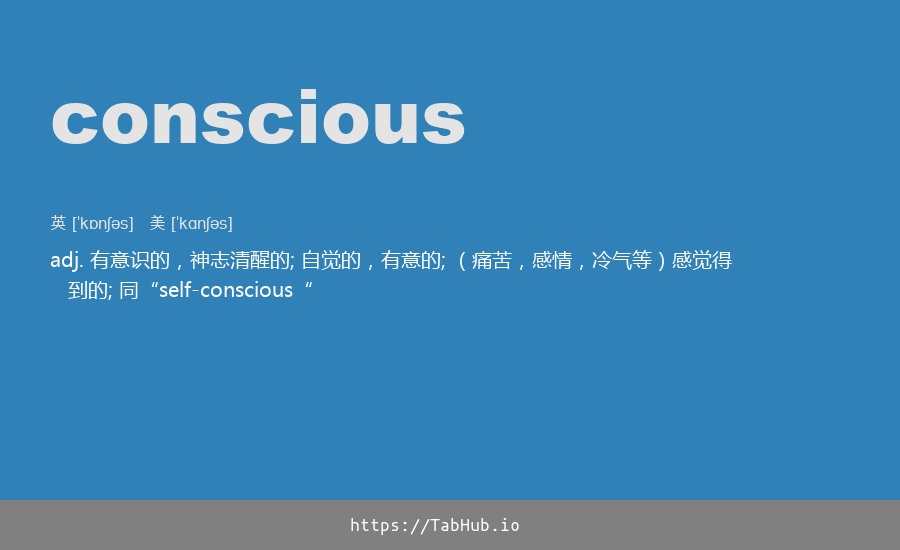 conscious
英 [ˈkɒnʃəs] 美 [ˈkɑnʃəs]
adj. 有意识的，神志清醒的; 自觉的，有意的; （痛苦，感情，冷气等）感觉得
到的; 同“self-conscious“
https://TabHub.io